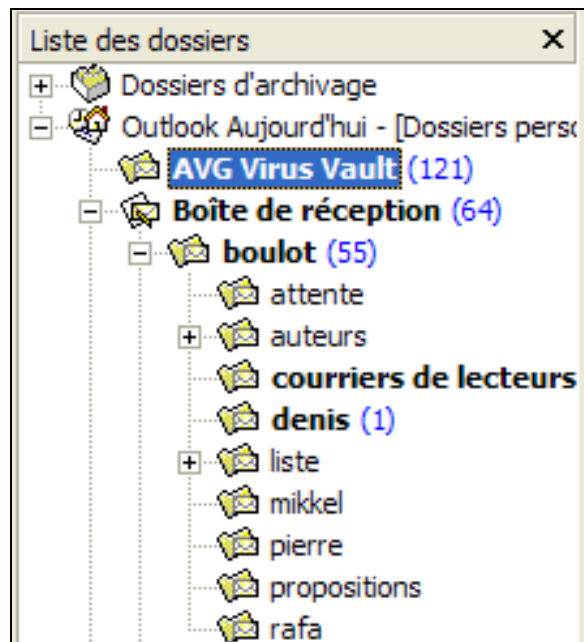 Liste des dossiers
Dossiers d'archivage
Outlook Aujourd'hui - [Dossiers perso
AVG Virus Vault (121)
Boîte de réception (64)
boulot (55)
attente
auteurs
courriers de lecteurs
denis (1)
liste
mikkel
pierre
propositions
rafa